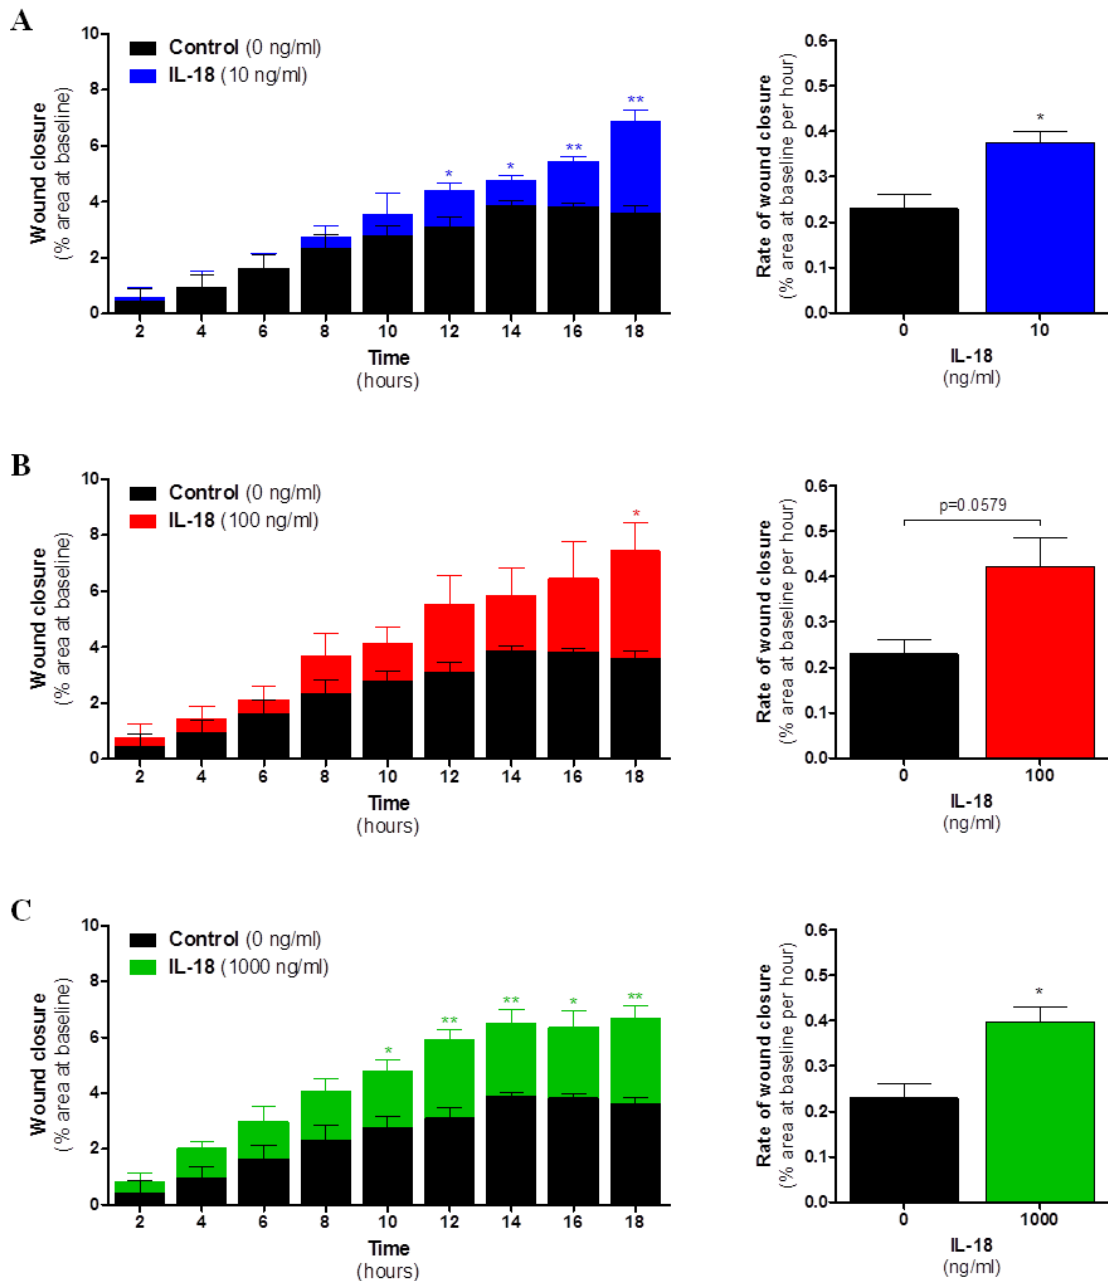 A
Control (0 ng/ml)
IL-18 (10 ng/ml)
Wound closure
(% area at baseline)
10
8
6
4
2
0
* * ** **
2 4 6 8 10 12 14 16 18
Time
(hours)
Rate of wound closure
(% area at baseline per hour)
0.6
0.5
0.4
0.3
0.2
0.1
0.0
*
0 10
IL-18
(ng/ml)
B
Control (0 ng/ml)
IL-18 (100 ng/ml)
Wound closure
(% area at baseline)
10
8
6
4
2
0
*
2 4 6 8 10 12 14 16 18
Time
(hours)
Rate of wound closure
(% area at baseline per hour)
0.6
0.5
0.4
0.3
0.2
0.1
0.0
p=0.0579
0 100
IL-18
(ng/ml)
C
Control (0 ng/ml)
IL-18 (1000 ng/ml)
Wound closure
(% area at baseline)
10
8
6
4
2
0
* ** ** * **
2 4 6 8 10 12 14 16 18
Time
(hours)
Rate of wound closure
(% area at baseline per hour)
0.6
0.5
0.4
0.3
0.2
0.1
0.0
*
0 1000
IL-18
(ng/ml)